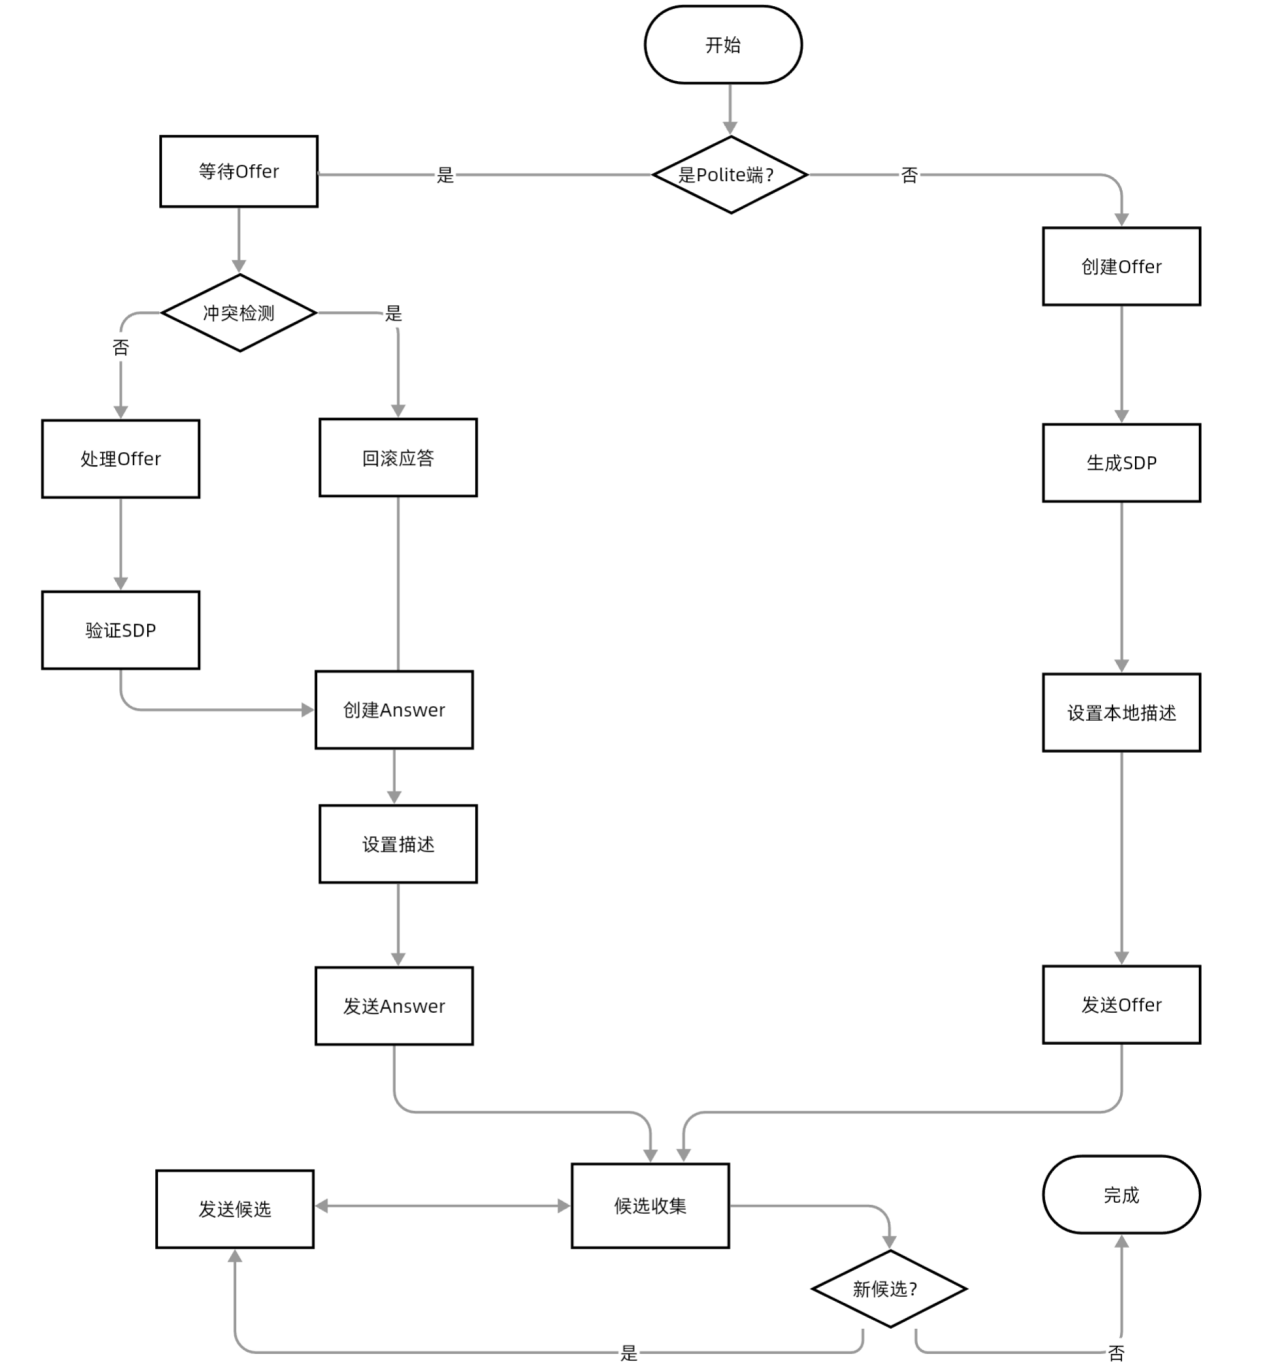 开始
是Polite端?
是
否
等待Offer
创建Offer
冲突检测
否
是
处理Offer
回滚应答
生成SDP
验证SDP
创建Answer
设置本地描述
设置描述
发送Answer
发送Offer
发送候选
候选收集
完成
新候选?
是
否